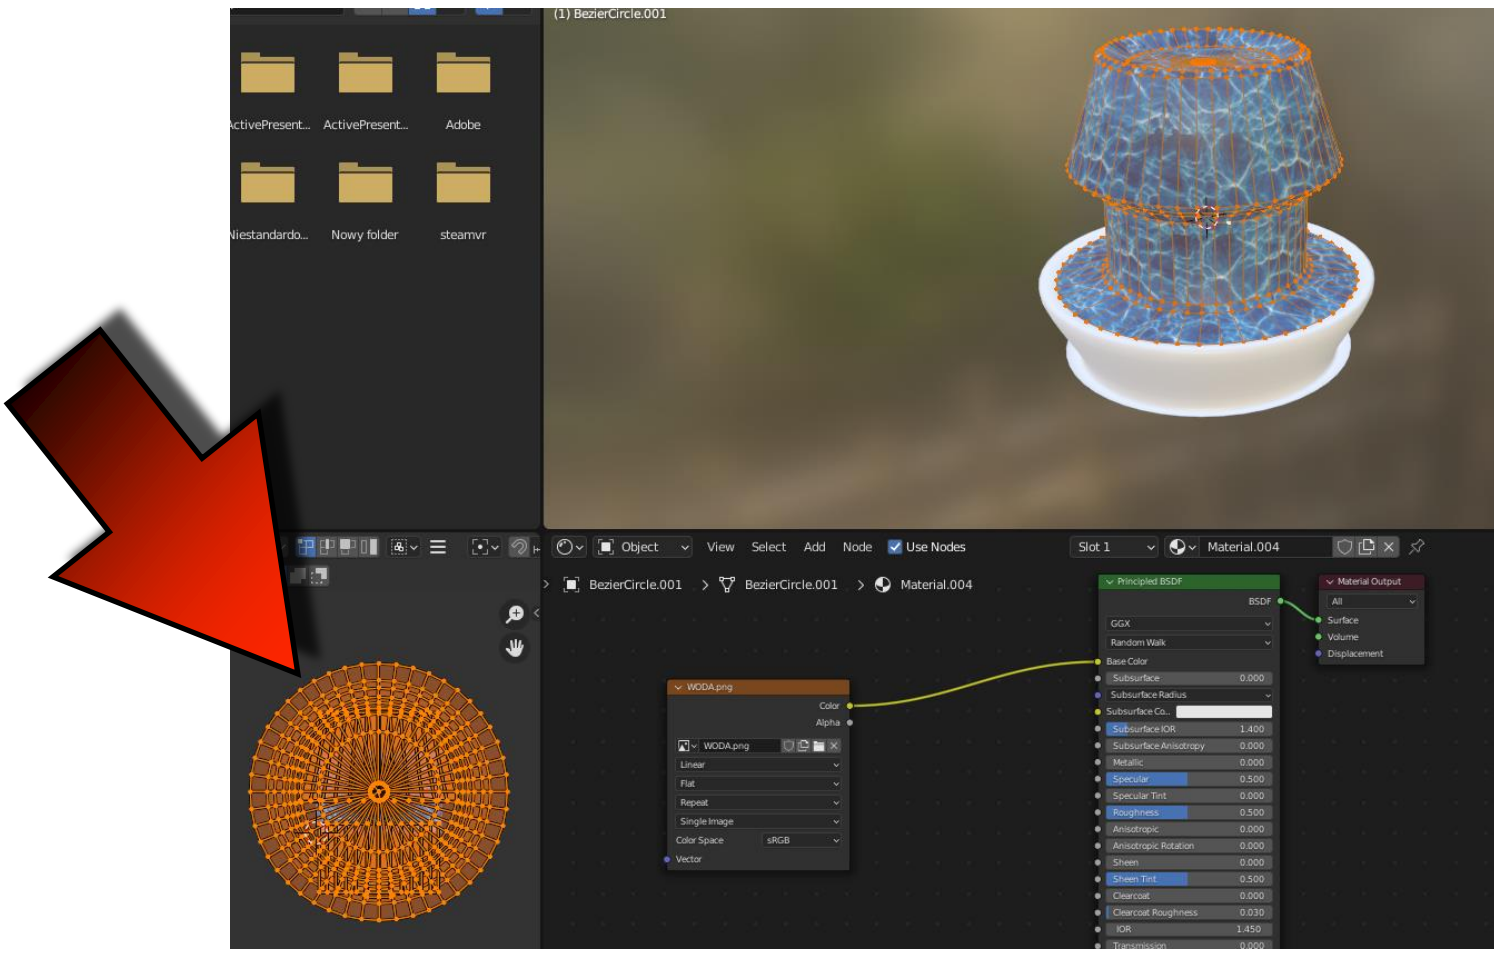 (1) BezierCircle.001
ActivePresent...
ActivePresent...
Adobe
Niestandardo...
Nowy folder
steamvr
Object
View
Select
Add
Node
Use Nodes
Slot 1
Material.004
BezierCircle.001 > BezierCircle.001 > Material.004
WODA.png
Color
Alpha
WODA.png
Linear
Flat
Repeat
Single Image
Color Space sRGB
Vector
Principled BSDF
BSDF
GGX
Random Walk
Base Color
Subsurface 0.000
Subsurface Radius
Subsurface Co..
Subsurface IOR 1.400
Subsurface Anisotropy 0.000
Metallic 0.000
Specular 0.500
Specular Tint 0.000
Roughness 0.500
Anisotropic 0.000
Anisotropic Rotation 0.000
Sheen 0.000
Sheen Tint 0.500
Clearcoat 0.000
Clearcoat Roughness 0.030
IOR 1.450
Transmission 0.000
Material Output
All
Surface
Volume
Displacement